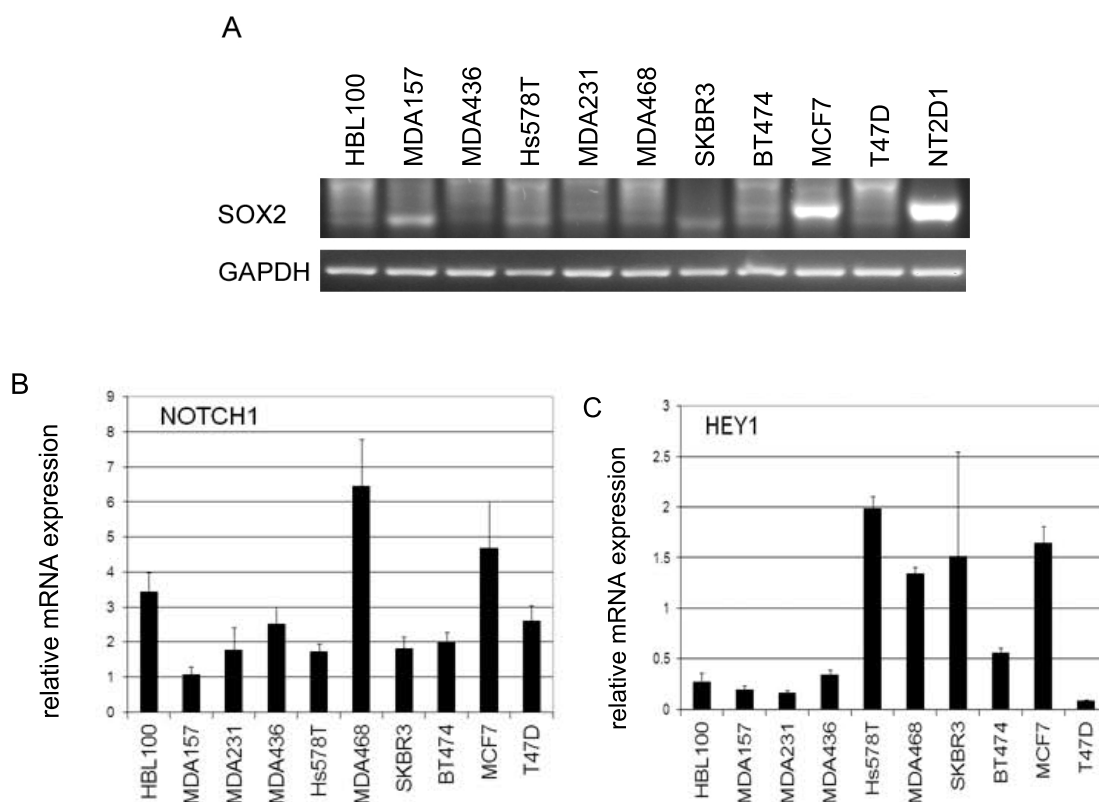 A
HBL100 MDA157 MDA436 Hs578T MDA231 MDA468 SKBR3 BT474 MCF7 T47D NT2D1
SOX2
GAPDH
B
NOTCH1
relative mRNA expression
9
8
7
6
5
4
3
2
1
0
HBL100 MDA157 MDA231 MDA436 Hs578T MDA468 SKBR3 BT474 MCF7 T47D
C
HEY1
relative mRNA expression
3
2.5
2
1.5
1
0.5
0
HBL100 MDA157 MDA231 MDA436 Hs578T MDA468 SKBR3 BT474 MCF7 T47D